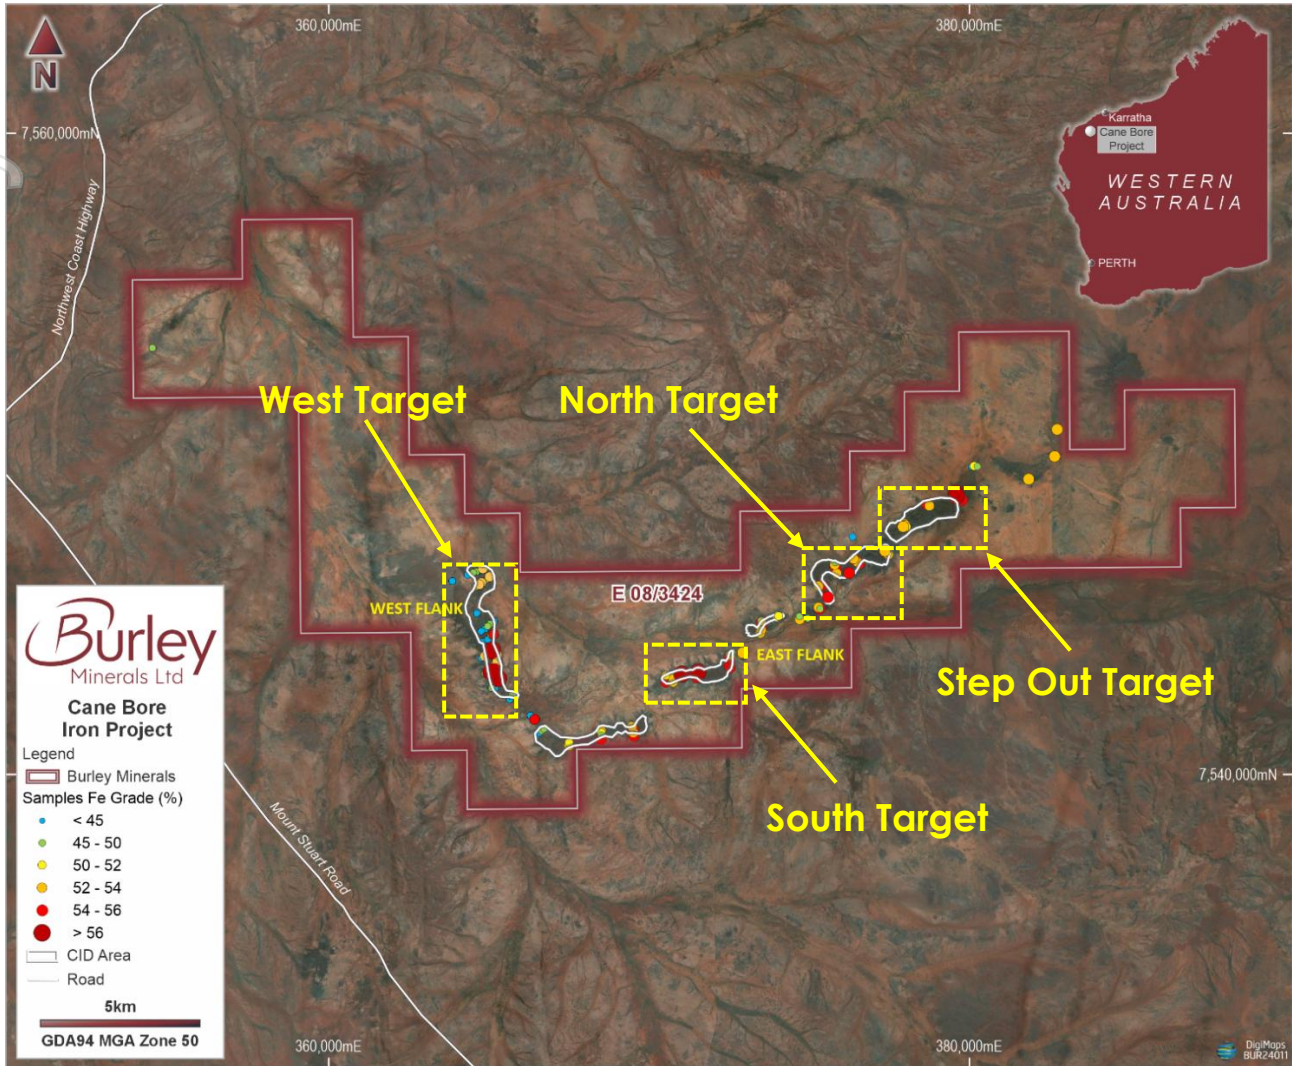 360,000mE
380,000mE
N
7,560,000mN
Karratha
Cane Bore
Project
WESTERN
AUSTRALIA
PERTH
Northwest Coast Highway
West Target
North Target
E 08/3424
WEST FLANK
EAST FLANK
Step Out Target
South Target
7,540,000mN
Mount Stuart Road
Burley
Minerals Ltd
Cane Bore
Iron Project
Legend
Burley Minerals
Samples Fe Grade (%)
< 45
45 - 50
50 - 52
52 - 54
54 - 56
> 56
CID Area
Road
5km
GDA94 MGA Zone 50
360,000mE
380,000mE
DigiMaps
BUR24011